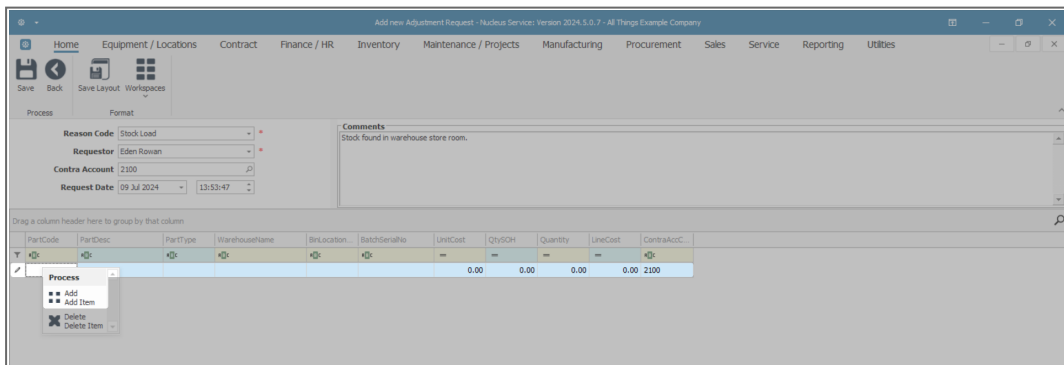 Add new Adjustment Request - Nucleus Service: Version 2024.5.0.7 - All Things Example Company
Home Equipment / Locations Contract Finance / HR Inventory Maintenance / Projects Manufacturing Procurement Sales Service Reporting Utilities
Save Back Save Layout Workspaces
Process Format
Reason Code Stock Load *
Requestor Eden Rowan *
Contra Account 2100
Request Date 09 Jul 2024 13:53:47
Comments
Stock found in warehouse store room.
Drag a column header here to group by that column
PartCode PartDesc PartType WarehouseName BinLocation... BatchSerialNo UnitCost QtySOH Quantity LineCost ContraAccC...
= = = =
0.00 0.00 0.00 0.00 2100
Process
Add
Add Item
Delete
Delete Item